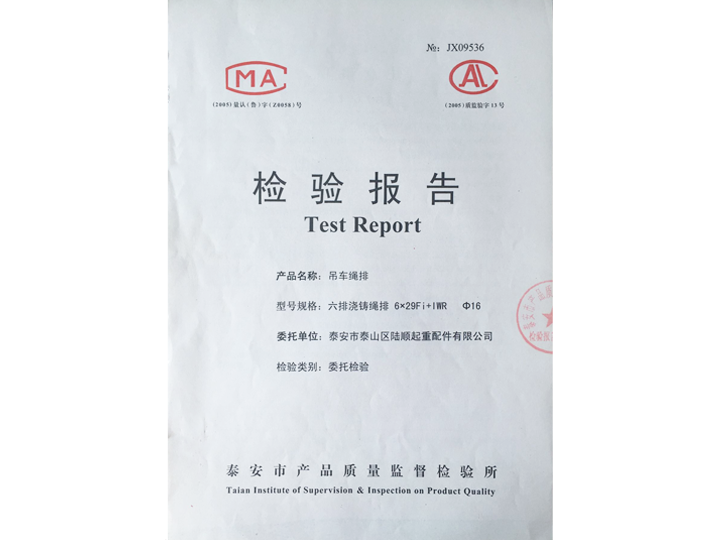 №: JX09536
MA
AL
(2005)量认(鲁)字(Z0058)号
(2005)质监验字13号
检验报告
Test Report
产品名称：吊车绳排
型号规格：六排浇铸绳排 6×29Fi+IWR Φ16
委托单位：泰安市泰山区陆顺起重配件有限公司
检验类别：委托检验
泰安市产品质量监督检验所
Taian Institute of Supervision & Inspection on Product Quality